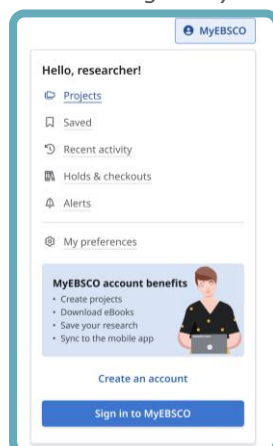 MyEBSCO
Hello, researcher!
Projects
Saved
Recent activity
Holds & checkouts
Alerts
My preferences
MyEBSCO account benefits
• Create projects
• Download eBooks
• Save your research
• Sync to the mobile app
Create an account
Sign in to MyEBSCO